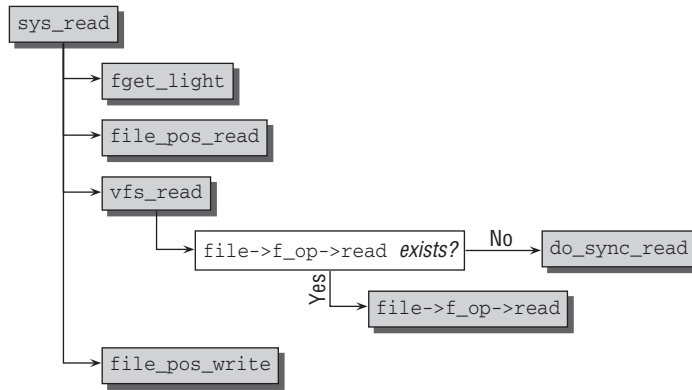 sys_read
fget_light
file_pos_read
vfs_read
file->f_op->read exists?
No
do_sync_read
Yes
file->f_op->read
file_pos_write